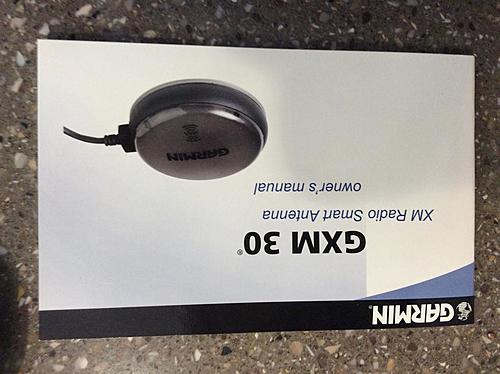 GARMIN.
GXM 30®
XM Radio Smart Antenna
owner's manual
GARMIN